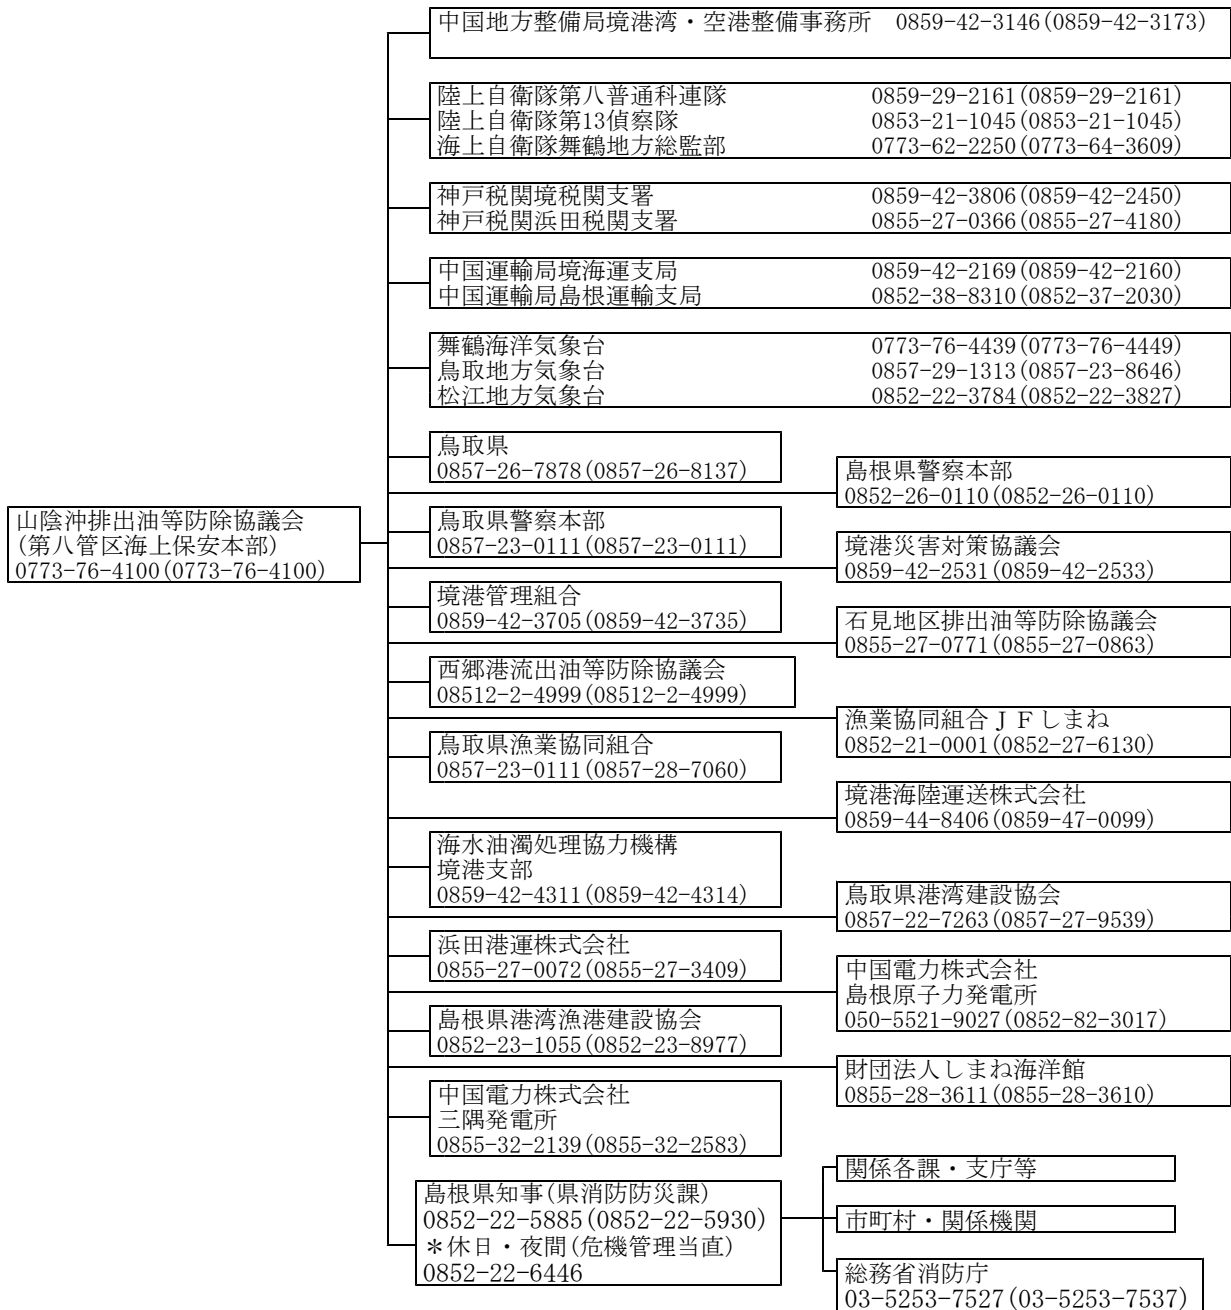 中国地方整備局境港湾・空港整備事務所　0859-42-3146(0859-42-3173)
陸上自衛隊第八普通科連隊　0859-29-2161(0859-29-2161)
陸上自衛隊第13偵察隊　0853-21-1045(0853-21-1045)
海上自衛隊舞鶴地方総監部　0773-62-2250(0773-64-3609)
神戸税関境税関支署　0859-42-3806(0859-42-2450)
神戸税関浜田税関支署　0855-27-0366(0855-27-4180)
中国運輸局境海運支局　0859-42-2169(0859-42-2160)
中国運輸局島根運輸支局　0852-38-8310(0852-37-2030)
舞鶴海洋気象台　0773-76-4439(0773-76-4449)
鳥取地方気象台　0857-29-1313(0857-23-8646)
松江地方気象台　0852-22-3784(0852-22-3827)
鳥取県
0857-26-7878(0857-26-8137)
島根県警察本部
0852-26-0110(0852-26-0110)
山陰沖排出油等防除協議会
(第八管区海上保安本部)
0773-76-4100(0773-76-4100)
鳥取県警察本部
0857-23-0111(0857-23-0111)
境港災害対策協議会
0859-42-2531(0859-42-2533)
境港管理組合
0859-42-3705(0859-42-3735)
石見地区排出油等防除協議会
0855-27-0771(0855-27-0863)
西郷港流出油等防除協議会
08512-2-4999(08512-2-4999)
漁業協同組合ＪＦしまね
0852-21-0001(0852-27-6130)
鳥取県漁業協同組合
0857-23-0111(0857-28-7060)
境港海陸運送株式会社
0859-44-8406(0859-47-0099)
海水油濁処理協力機構
境港支部
0859-42-4311(0859-42-4314)
鳥取県港湾建設協会
0857-22-7263(0857-27-9539)
浜田港運株式会社
0855-27-0072(0855-27-3409)
中国電力株式会社
島根原子力発電所
050-5521-9027(0852-82-3017)
島根県港湾漁港建設協会
0852-23-1055(0852-23-8977)
財団法人しまね海洋館
0855-28-3611(0855-28-3610)
中国電力株式会社
三隅発電所
0855-32-2139(0855-32-2583)
島根県知事(県消防防災課)
0852-22-5885(0852-22-5930)
＊休日・夜間(危機管理当直)
0852-22-6446
関係各課・支庁等
市町村・関係機関
総務省消防庁
03-5253-7527(03-5253-7537)